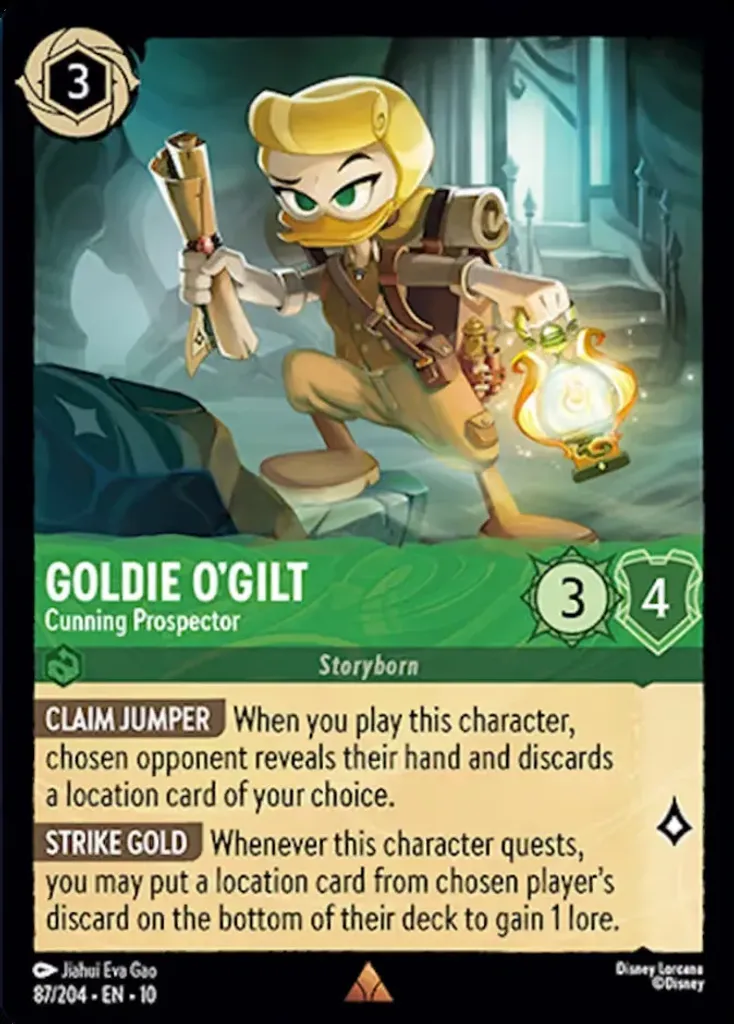 3
GOLDIE O'GILT
Cunning Prospector
3
4
Storyborn
CLAIM JUMPER When you play this character,
chosen opponent reveals their hand and discards
a location card of your choice.
STRIKE GOLD Whenever this character quests,
you may put a location card from chosen player's
discard on the bottom of their deck to gain 1 lore.
Jiahui Eva Gao
87/204 • EN • 10
Disney Lorcana
©Disney